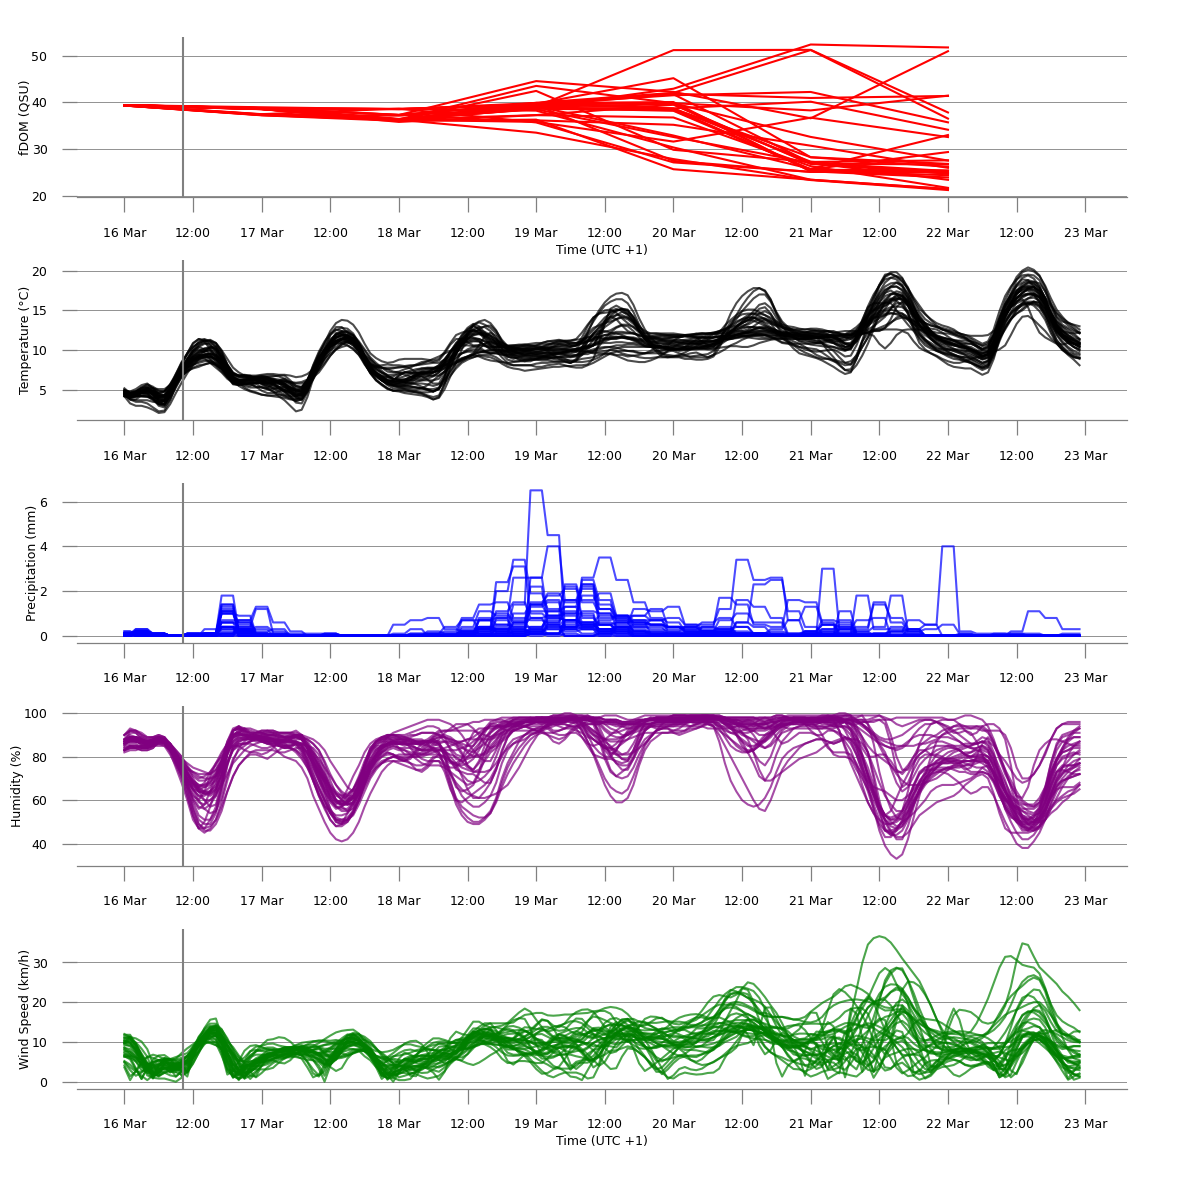 fDOM (QSU)
50
40
30
20
16 Mar 12:00 17 Mar 12:00 18 Mar 12:00 19 Mar 12:00 20 Mar 12:00 21 Mar 12:00 22 Mar 12:00 23 Mar
Time (UTC +1)
Temperature (°C)
20
15
10
5
16 Mar 12:00 17 Mar 12:00 18 Mar 12:00 19 Mar 12:00 20 Mar 12:00 21 Mar 12:00 22 Mar 12:00 23 Mar
Precipitation (mm)
6
4
2
0
16 Mar 12:00 17 Mar 12:00 18 Mar 12:00 19 Mar 12:00 20 Mar 12:00 21 Mar 12:00 22 Mar 12:00 23 Mar
Humidity (%)
100
80
60
40
16 Mar 12:00 17 Mar 12:00 18 Mar 12:00 19 Mar 12:00 20 Mar 12:00 21 Mar 12:00 22 Mar 12:00 23 Mar
Wind Speed (km/h)
30
20
10
0
16 Mar 12:00 17 Mar 12:00 18 Mar 12:00 19 Mar 12:00 20 Mar 12:00 21 Mar 12:00 22 Mar 12:00 23 Mar
Time (UTC +1)